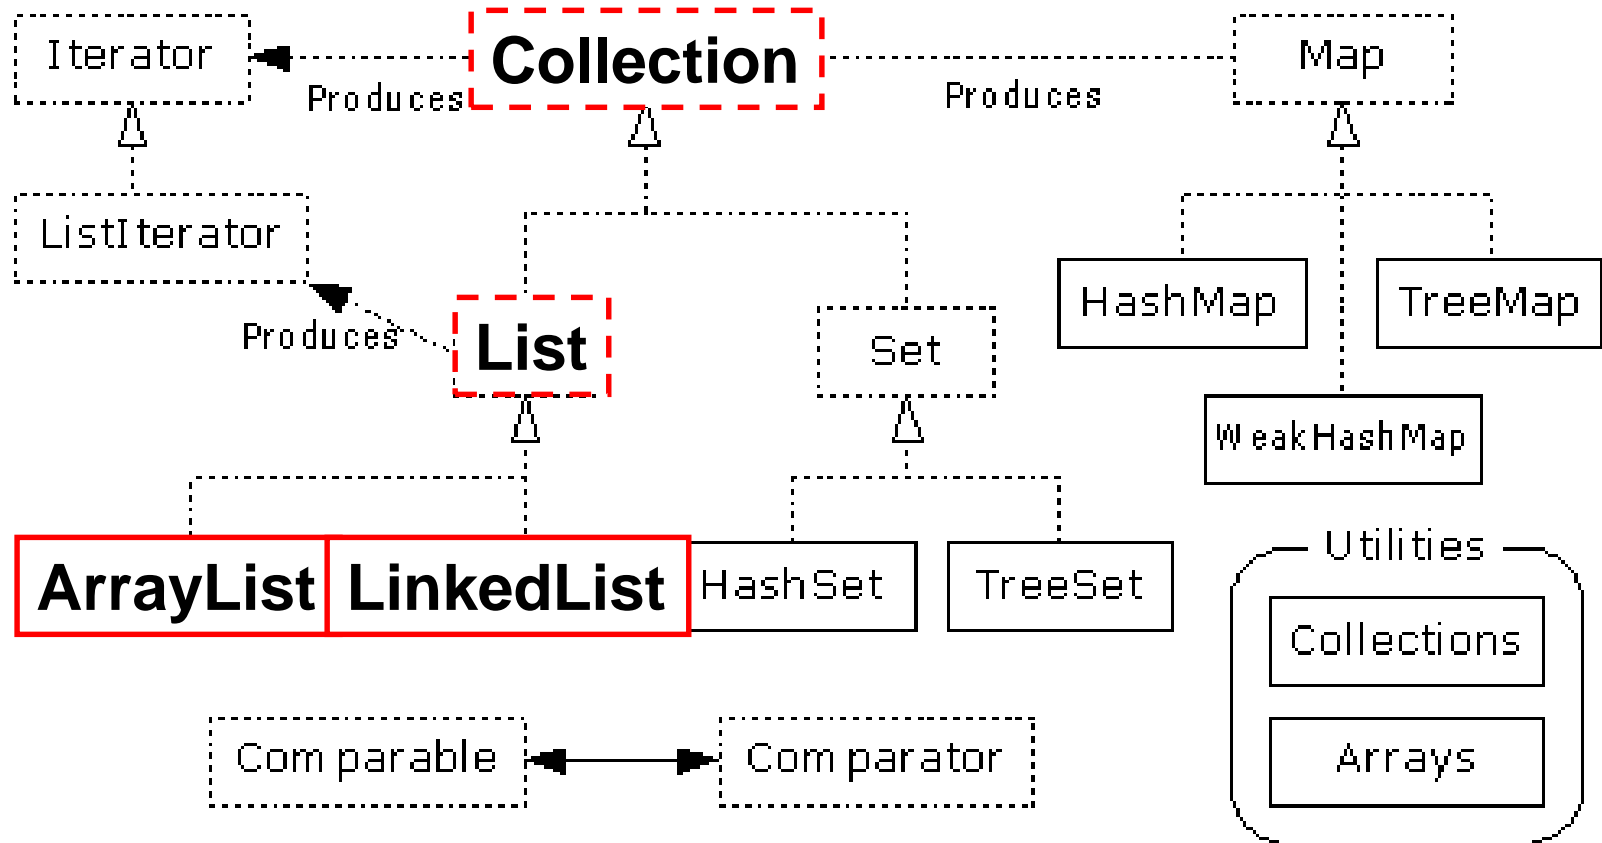 Iterator
Collection
Map
Produces
Produces
ListIterator
HashMap
TreeMap
Produces
List
Set
WeakHashMap
ArrayList
LinkedList
HashSet
TreeSet
Utilities
Collections
Arrays
Comparable
Comparator